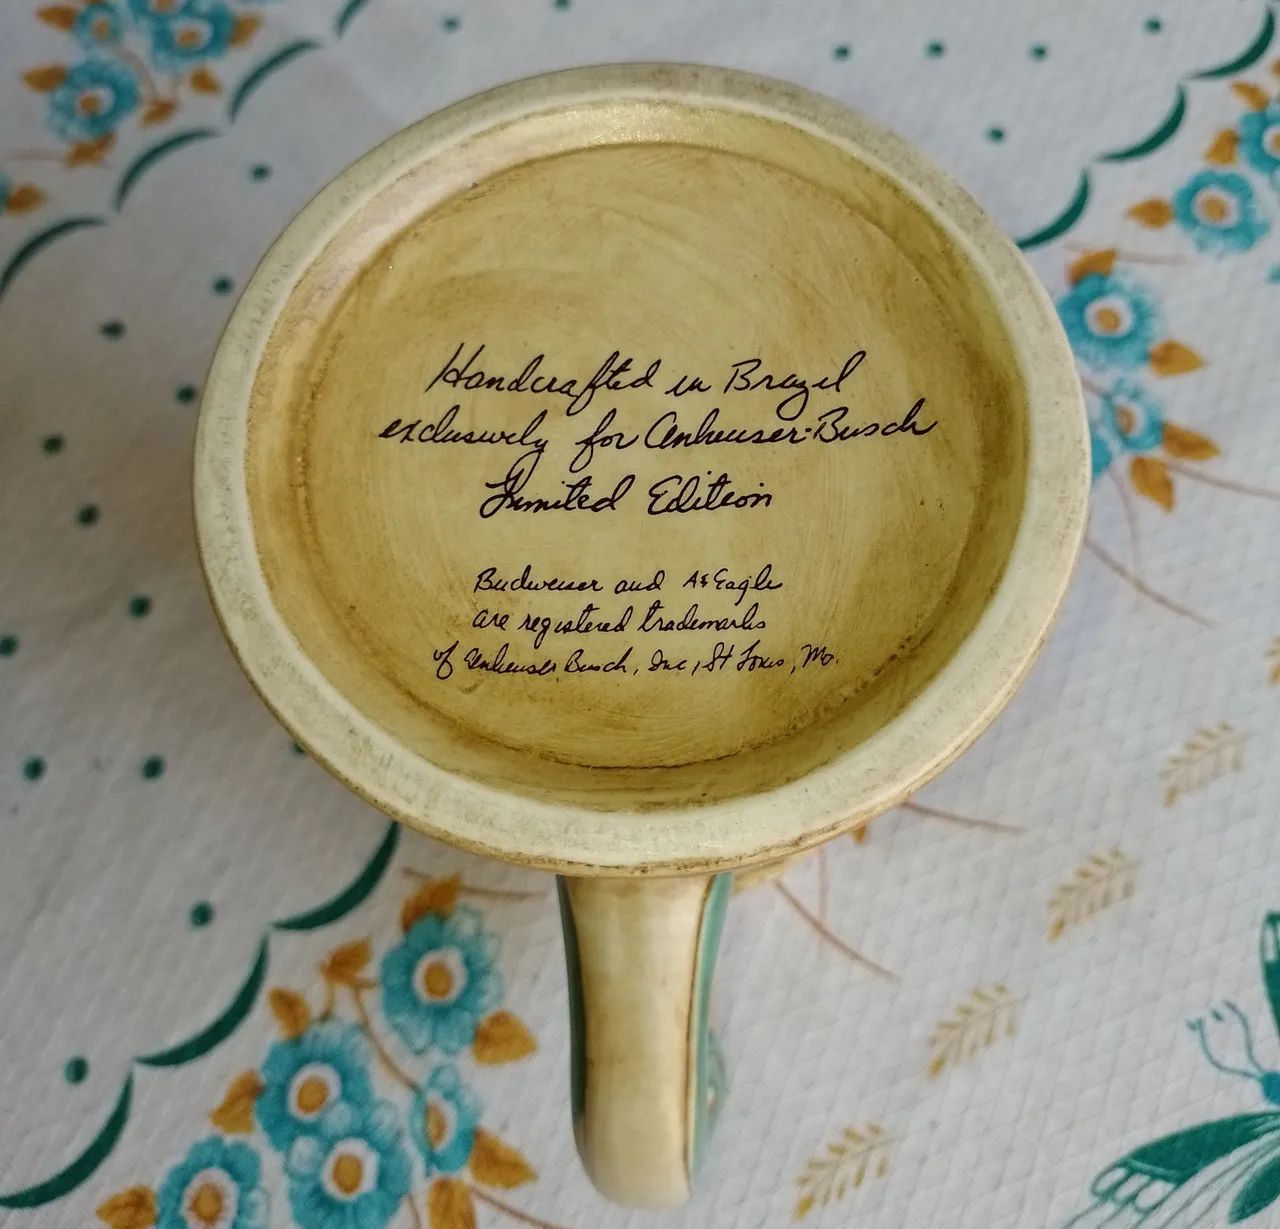 Handcrafted in Brazil
exclusively for Anheuser-Busch
Limited Edition
Budweiser and A & Eagle
are registered trademarks
of Anheuser Busch, Inc, St Louis, Mo.